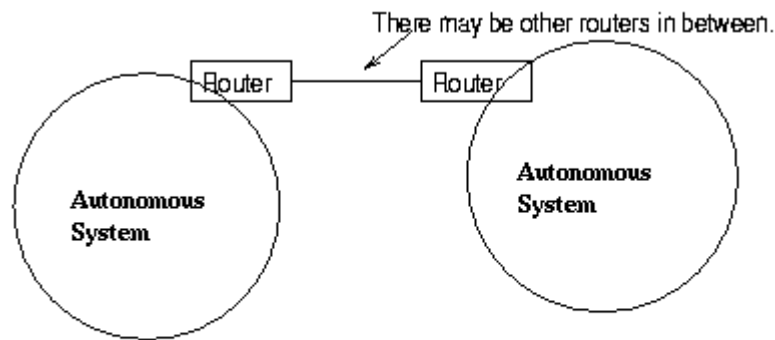 There may be other routers in between.
Router
Router
Autonomous
System
Autonomous
System